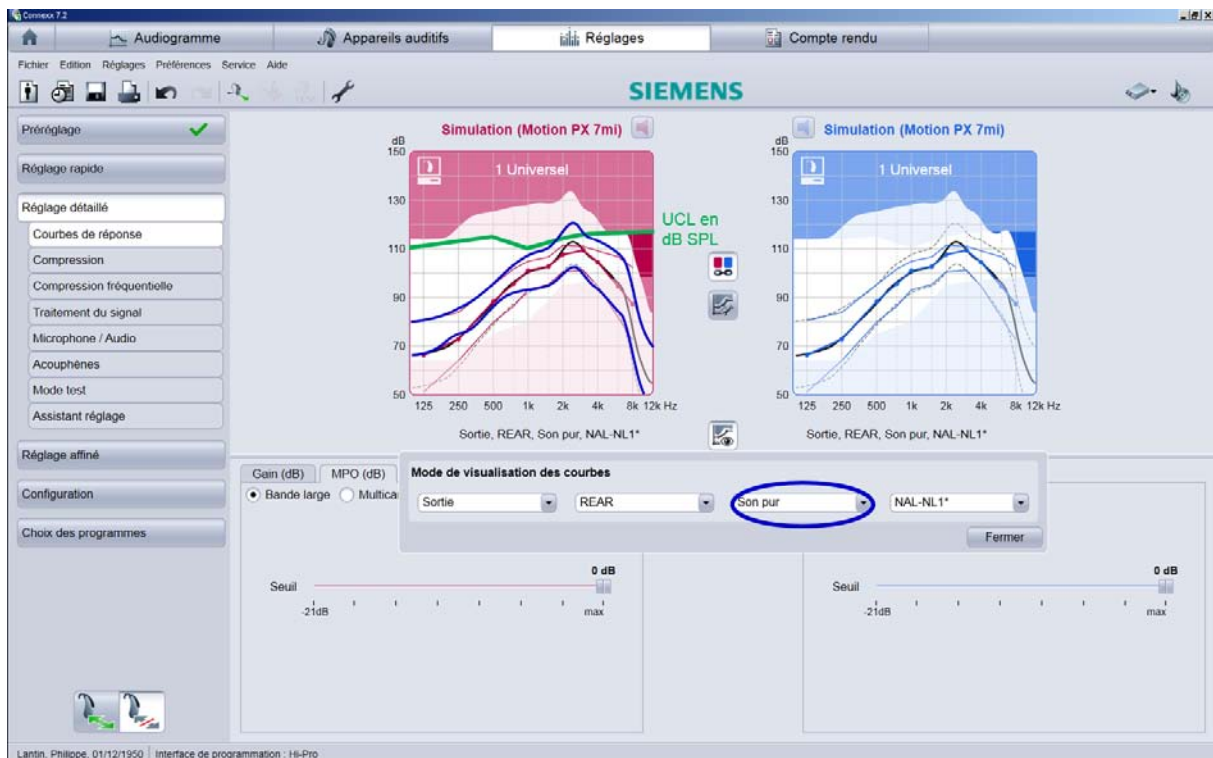 Connexx 7.2
Audiogramme
Appareils auditifs
Réglages
Compte rendu
Fichier Edition Réglages Préférences Service Aide
SIEMENS
Préréglage
Réglage rapide
Réglage détaillé
Courbes de réponse
Compression
Compression fréquentielle
Traitement du signal
Microphone / Audio
Acouphènes
Mode test
Assistant réglage
Réglage affiné
Configuration
Choix des programmes
Simulation (Motion PX 7mi)
dB
150
130
110
90
70
50
1 Universel
UCL en
dB SPL
125 250 500 1k 2k 4k 8k 12k Hz
Sortie, REAR, Son pur, NAL-NL1*
Simulation (Motion PX 7mi)
dB
150
130
110
90
70
50
1 Universel
125 250 500 1k 2k 4k 8k 12k Hz
Sortie, REAR, Son pur, NAL-NL1*
Gain (dB) MPO (dB)
Bande large Multica
Mode de visualisation des courbes
Sortie REAR Son pur NAL-NL1*
Fermer
0 dB
Seuil
-21dB max
0 dB
Seuil
-21dB max
Lantin, Philippe, 01/12/1950 Interface de programmation : Hi-Pro